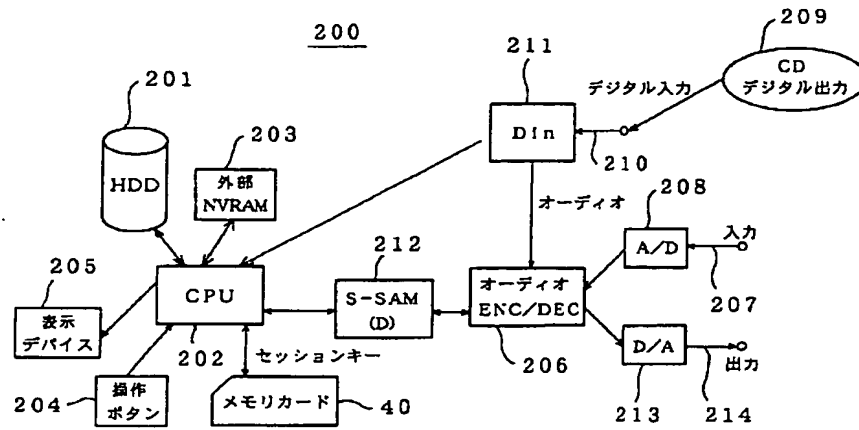 200
211
209
201
CD
デジタル出力
デジタル入力
203
DIn
210
HDD
外部
NVRAM
オーディオ
208
入力
A/D
212
205
207
CPU
S-SAM
(D)
オーディオ
ENC/DEC
表示
デバイス
202
セッションキー
206
D/A
出力
204
操作
ボタン
メモリカード
40
213
214